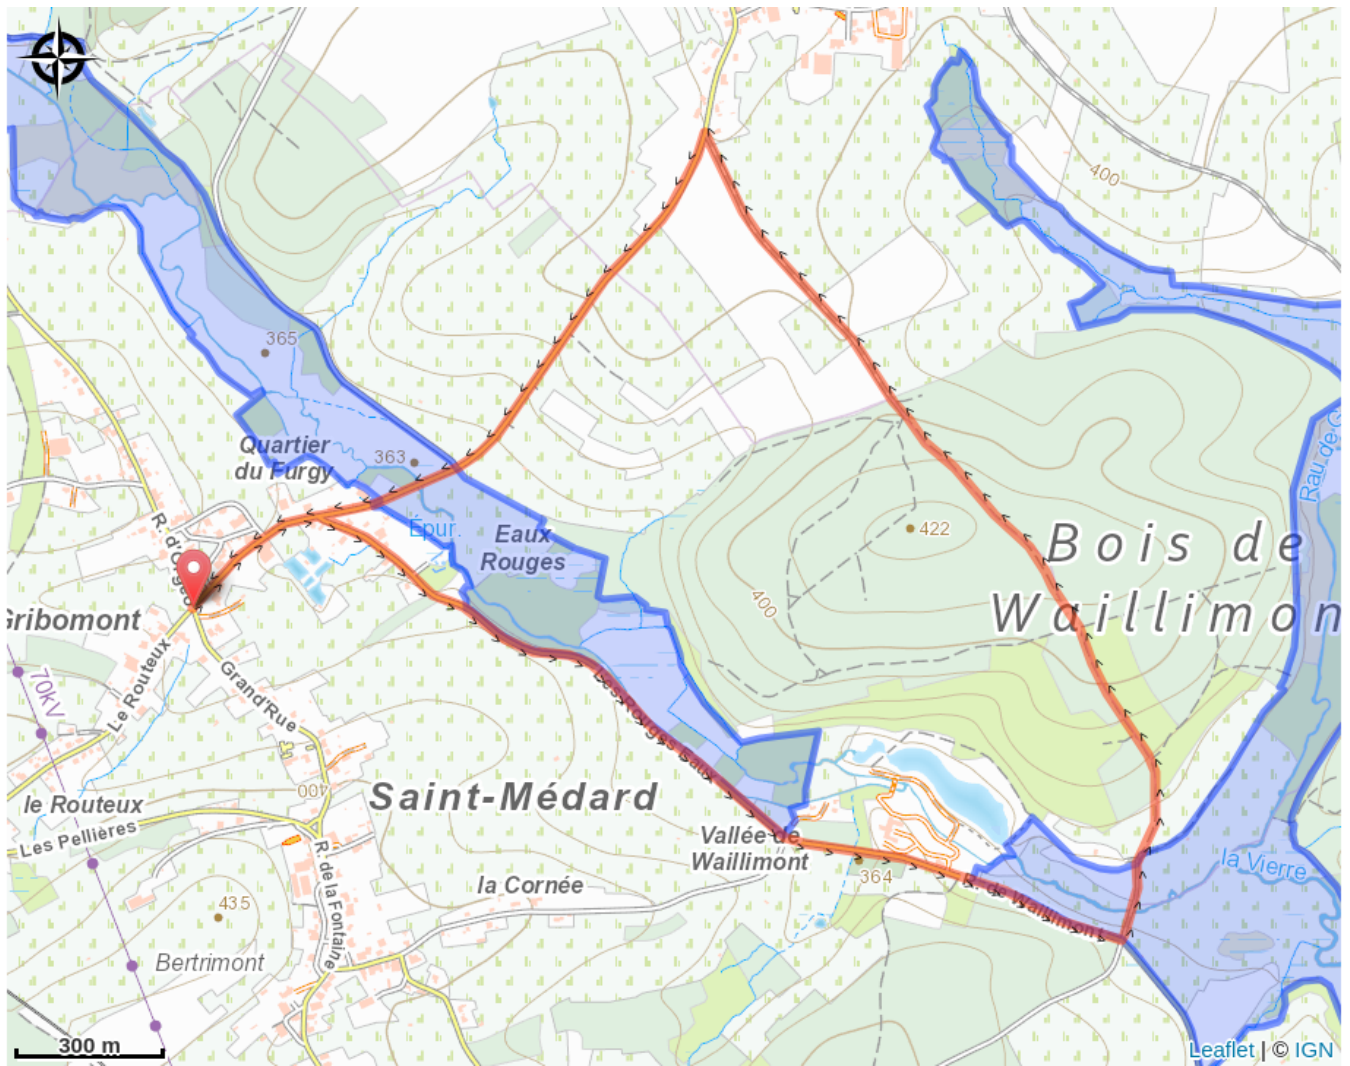 400
365
Quartier
du Furgy
363
Épur.
Eaux
Rouges
R. d'Orgeo
422
Bois de
Waillimon
400
Rau de G
Gribomont
70kV
Le Routeux
Grand'Rue
Les Rouges Eaux
400
le Routeux
Les Pellières
Saint-Médard
Vallée de
Waillimont
364
la Vierre
R. de la Fontaine
la Cornée
R. de Waillimont
435
Bertrimont
300 m
Leaflet | © IGN